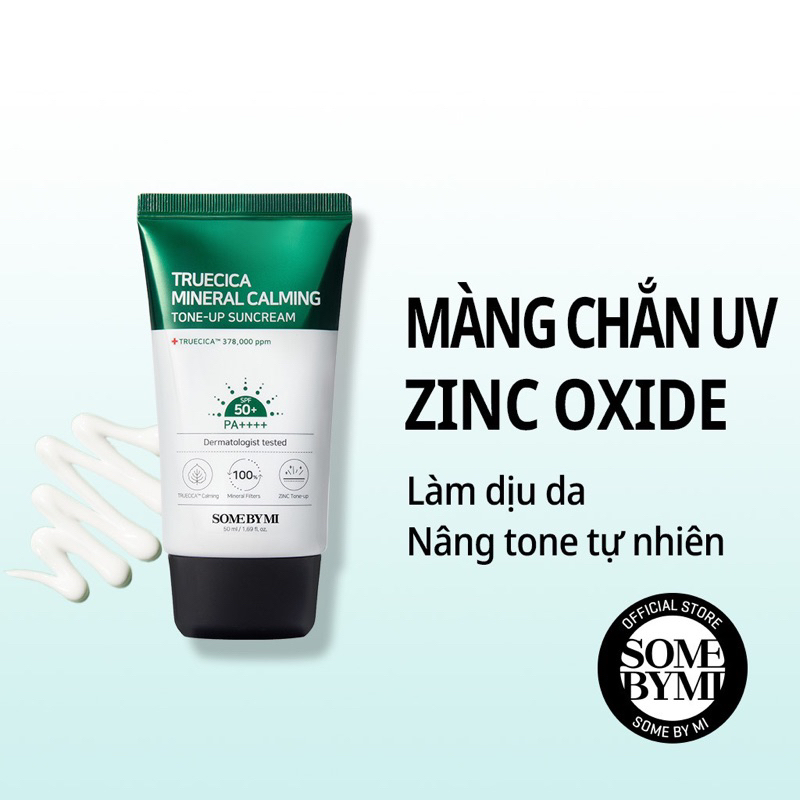 TRUECICA
MINERAL CALMING
TONE-UP SUNCREAM
TRUECICA™ 378,000 ppm
SPF
50+
PA++++
Dermatologist tested
100%
TRUECICA™ Calming
Mineral Filters
ZINC Tone-up
SOME BY MI
50 ml / 1.69 fl. oz.
MÀNG CHẮN UV
ZINC OXIDE
Làm dịu da
Nâng tone tự nhiên
OFFICIAL STORE
SOME
BYMI
SOME BY MI